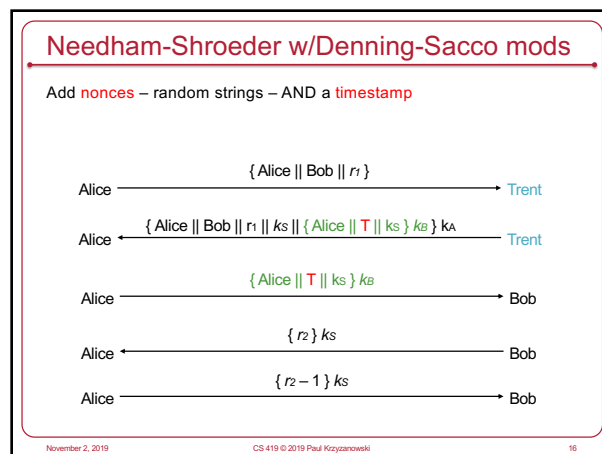 Needham-Shroeder w/Denning-Sacco mods
Add nonces – random strings – AND a timestamp
{ Alice || Bob || r1 }
Alice Trent
{ Alice || Bob || r1 || kS || { Alice || T || kS } kB } kA
Alice Trent
{ Alice || T || kS } kB
Alice Bob
{ r2 } kS
Alice Bob
{ r2 – 1 } kS
Alice Bob
November 2, 2019 CS 419 © 2019 Paul Krzyzanowski 16